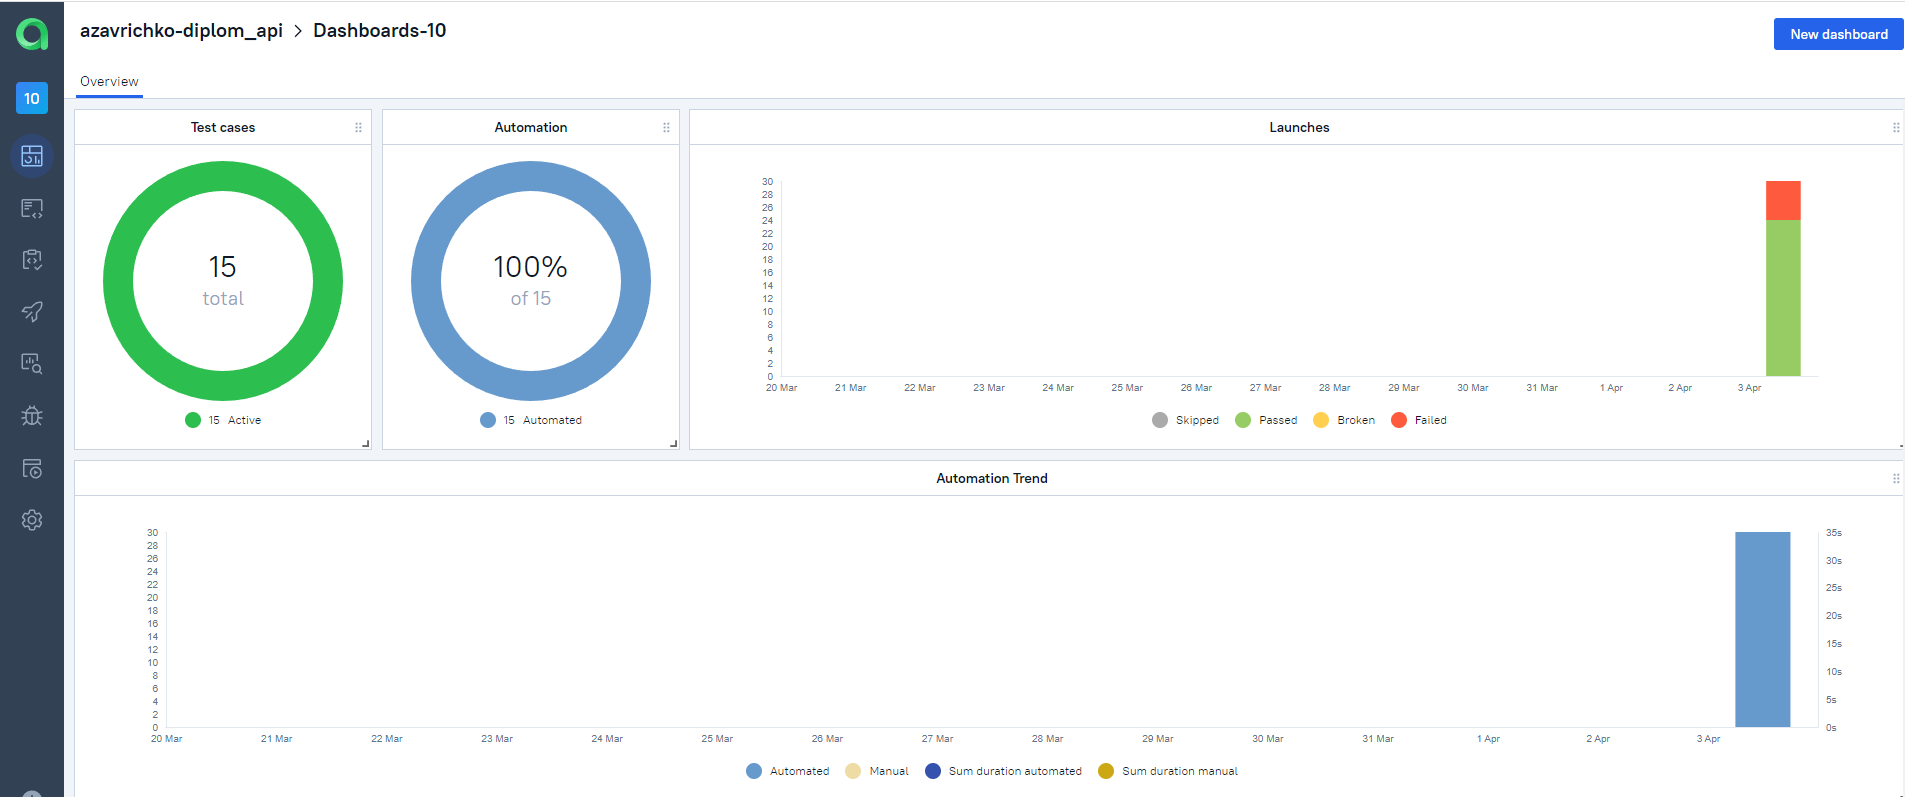 azavrichko-diplom_api > Dashboards-10
New dashboard
10
Overview
Test cases
15
total
15 Active
Automation
100%
of 15
15 Automated
Launches
30
28
26
24
22
20
18
16
14
12
10
8
6
4
2
0
20 Mar 21 Mar 22 Mar 23 Mar 24 Mar 25 Mar 26 Mar 27 Mar 28 Mar 29 Mar 30 Mar 31 Mar 1 Apr 2 Apr 3 Apr
Skipped Passed Broken Failed
Automation Trend
30
28
26
24
22
20
18
16
14
12
10
8
6
4
2
0
35s
30s
25s
20s
15s
10s
5s
0s
20 Mar 21 Mar 22 Mar 23 Mar 24 Mar 25 Mar 26 Mar 27 Mar 28 Mar 29 Mar 30 Mar 31 Mar 1 Apr 2 Apr 3 Apr
Automated Manual Sum duration automated Sum duration manual